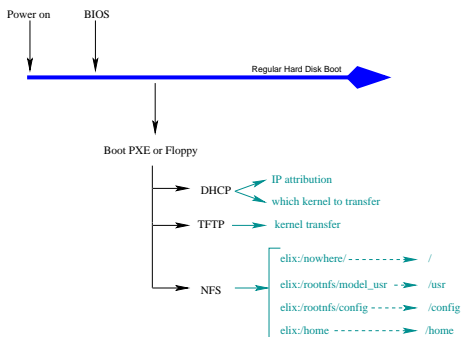 Power on BIOS
Regular Hard Disk Boot
Boot PXE or Floppy
DHCP
IP attribution
which kernel to transfer
TFTP
kernel transfer
NFS
elix:/nowhere/ /
elix:/rootnfs/model_usr /usr
elix:/rootnfs/config /config
elix:/home /home